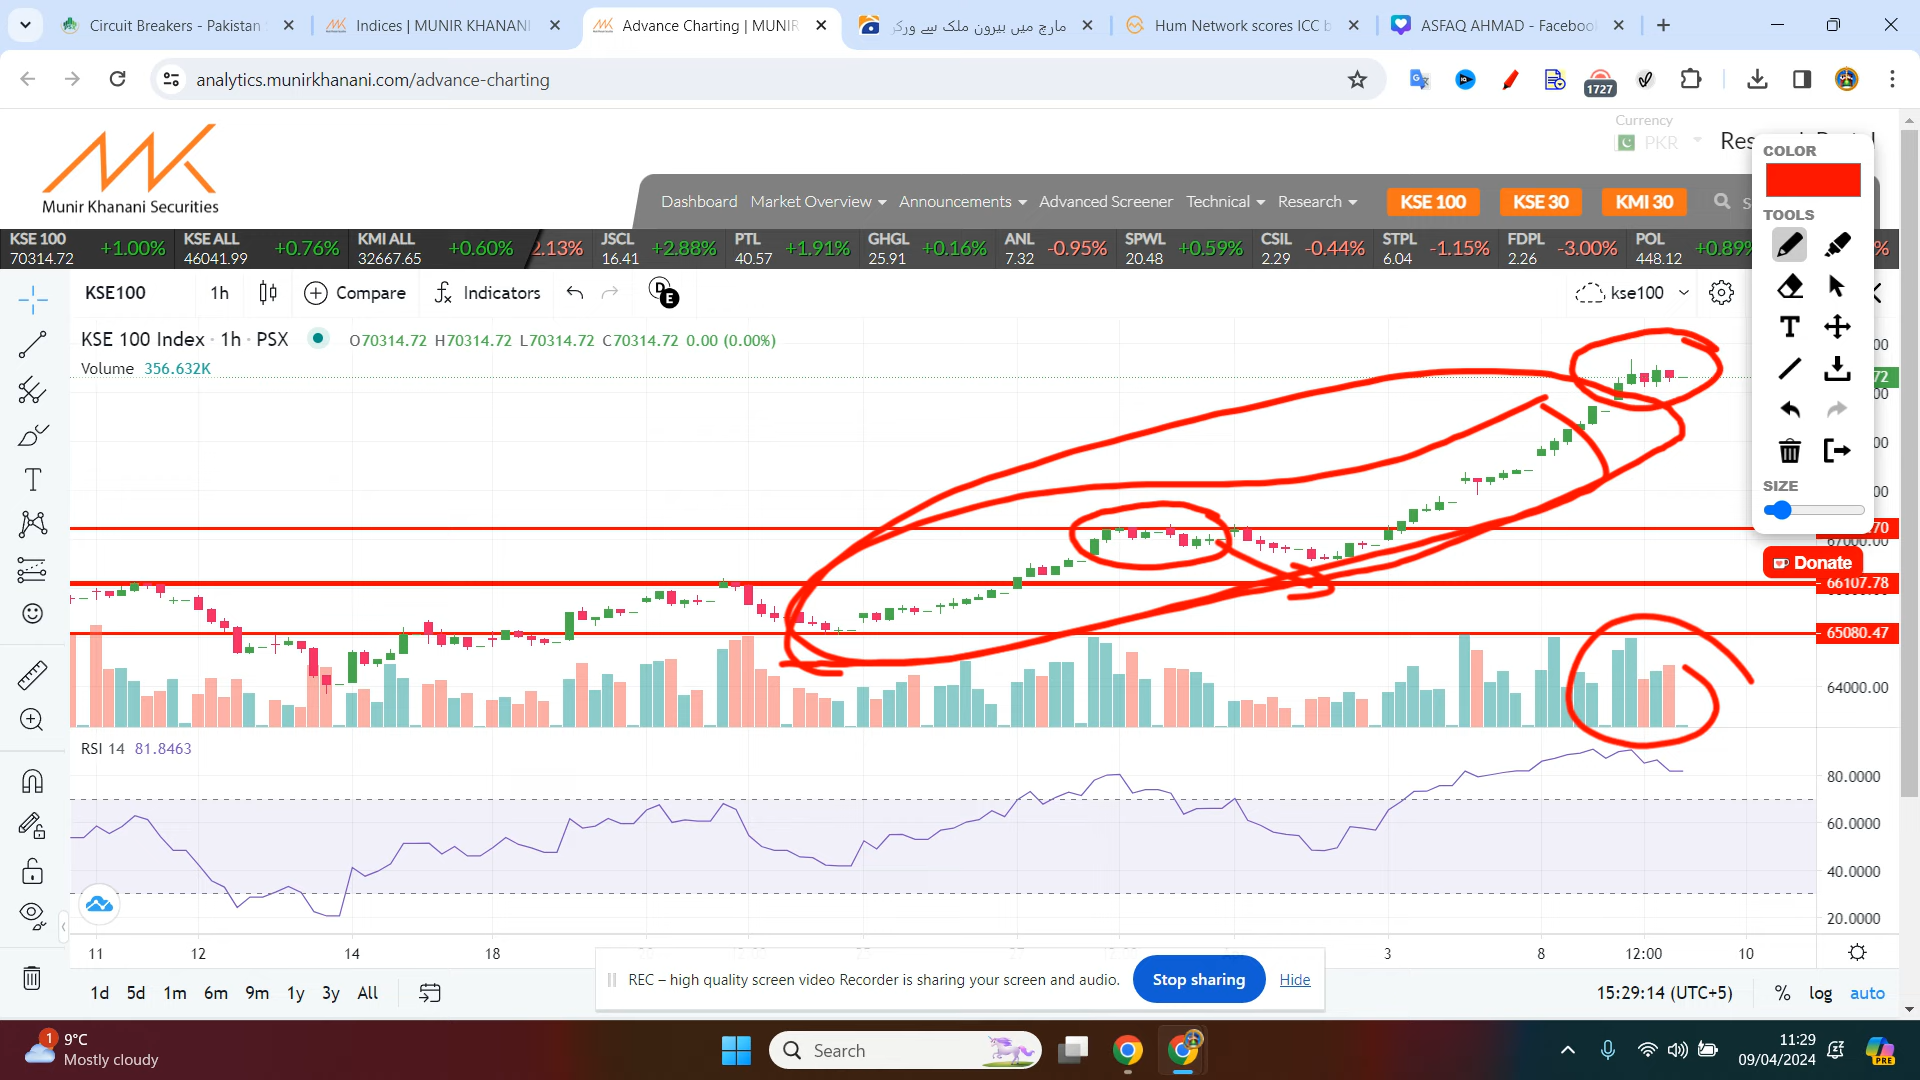 Circuit Breakers - Pakistan
Indices | MUNIR KHANANI
Advance Charting | MUNIR
مارچ میں بیرون ملک سے ورکر
Hum Network scores ICC b
ASFAQ AHMAD - Facebook
analytics.munirkhanani.com/advance-charting
1727
Currency
PKR
Munir Khanani Securities
Dashboard Market Overview Announcements Advanced Screener Technical Research KSE 100 KSE 30 KMI 30
KSE 100 70314.72 +1.00%
KSE ALL 46041.99 +0.76%
KMI ALL 32667.65 +0.60%
2.13%
JSCL 16.41 +2.88%
PTL 40.57 +1.91%
GHGL 25.91 +0.16%
ANL 7.32 -0.95%
SPWL 20.48 +0.59%
CSIL 2.29 -0.44%
STPL 6.04 -1.15%
FDPL 2.26 -3.00%
POL 448.12 +0.89%
KSE100 1h Compare Indicators D E kse100
KSE 100 Index · 1h · PSX O70314.72 H70314.72 L70314.72 C70314.72 0.00 (0.00%)
Volume 356.632K
COLOR
TOOLS
SIZE
Donate
67000.00
66107.78
65080.47
64000.00
RSI 14 81.8463
80.0000
60.0000
40.0000
20.0000
11 12 14 18 3 8 12:00 10
REC – high quality screen video Recorder is sharing your screen and audio. Stop sharing Hide
1d 5d 1m 6m 9m 1y 3y All
15:29:14 (UTC+5) % log auto
1
9°C
Mostly cloudy
Search
11:29
09/04/2024
PRE